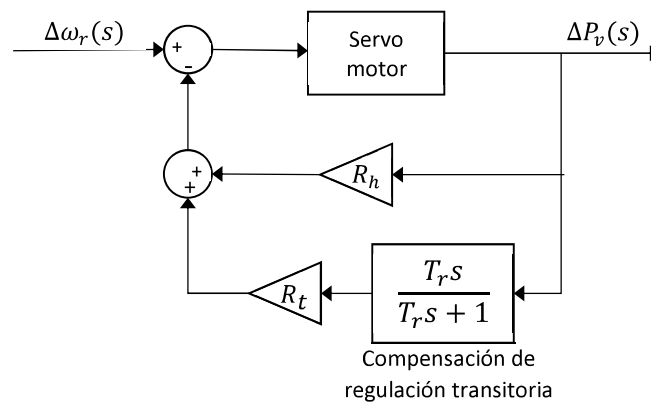 Δω_r(s)
+
-
Servo
motor
ΔP_v(s)
+
+
R_h
R_t
T_r s
T_r s + 1
Compensación de
regulación transitoria